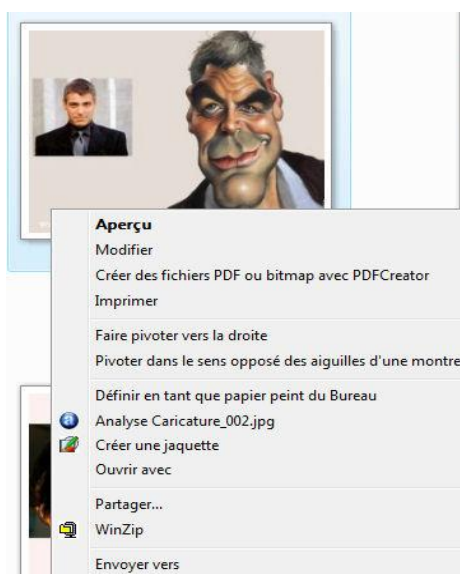 Aperçu
Modifier
Créer des fichiers PDF ou bitmap avec PDFCreator
Imprimer
Faire pivoter vers la droite
Pivoter dans le sens opposé des aiguilles d'une montre
Définir en tant que papier peint du Bureau
Analyse Caricature_002.jpg
Créer une jaquette
Ouvrir avec
Partager...
WinZip
Envoyer vers